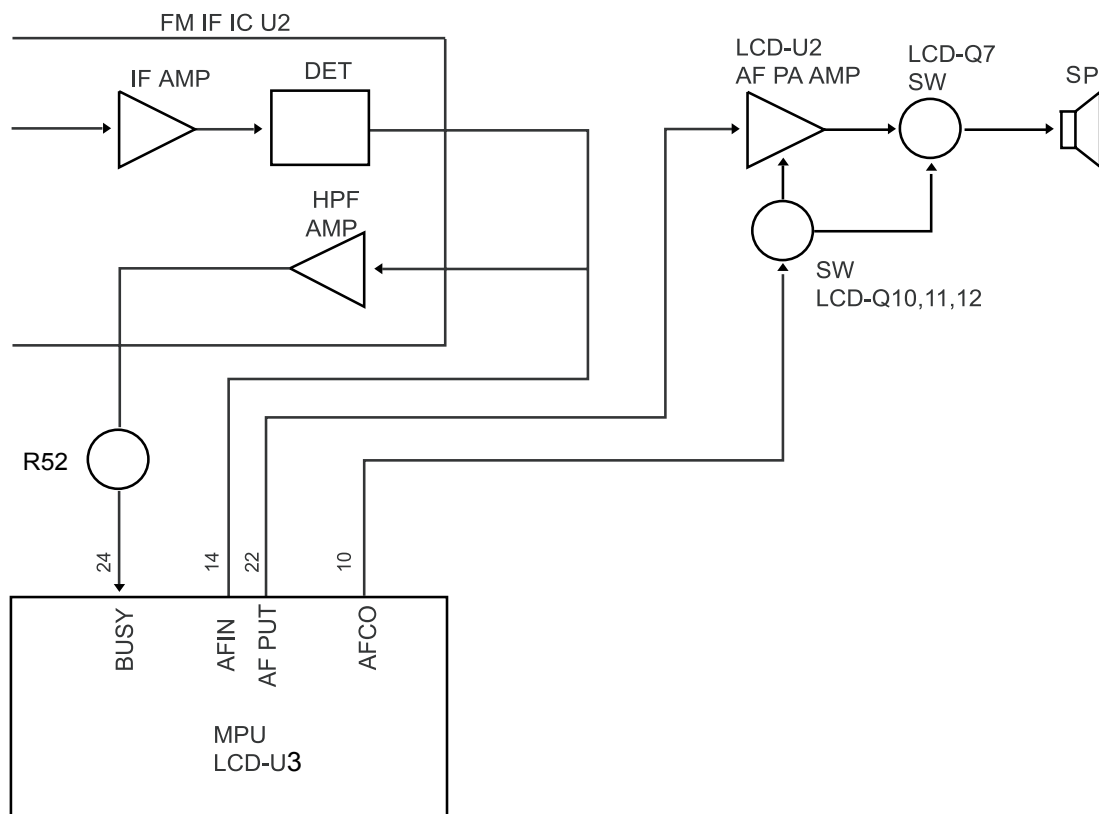 FM IF IC U2
IF AMP
DET
LCD-U2
AF PA AMP
LCD-Q7
SW
SP
HPF
AMP
SW
LCD-Q10,11,12
R52
24
14
22
10
BUSY
AFIN
AF PUT
AFCO
MPU
LCD-U3